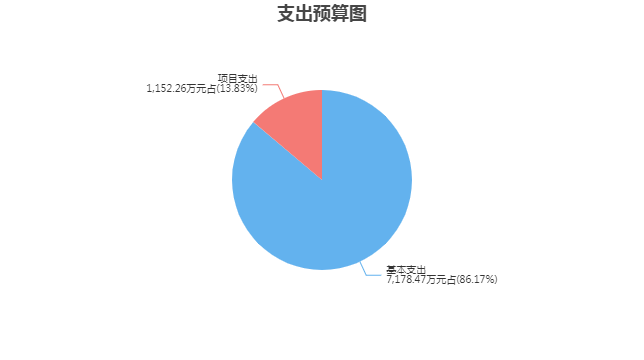 支出预算图
项目支出
1,152.26万元占(13.83%)
基本支出
7,178.47万元占(86.17%)